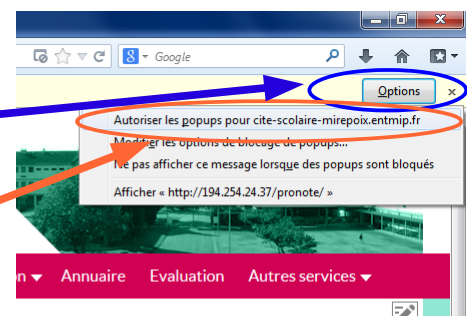 8 Google
Options
Autoriser les popups pour cite-scolaire-mirepoix.entmip.fr
Modifier les options de blocage de popups...
Ne pas afficher ce message lorsque des popups sont bloqués
Afficher « http://194.254.24.37/pronote/ »
n Annuaire Evaluation Autres services